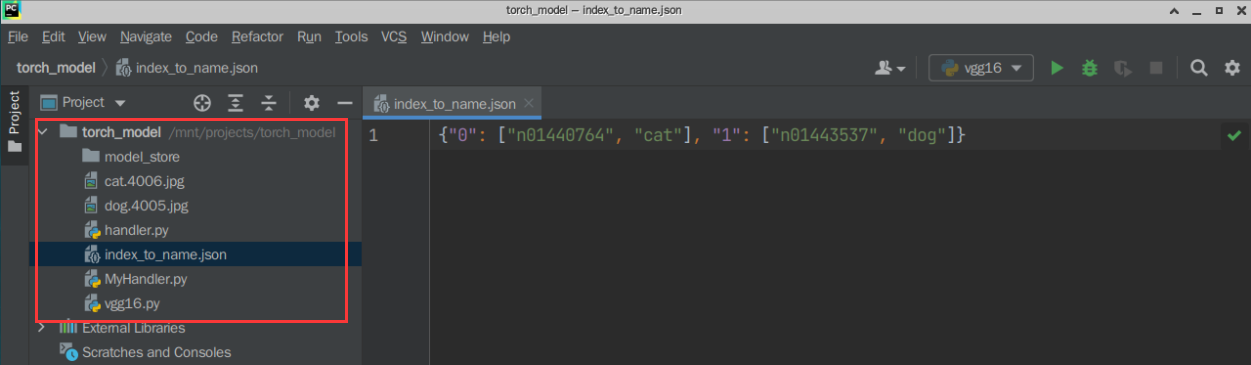 PC
torch_model – index_to_name.json
File Edit View Navigate Code Refactor Run Tools VCS Window Help
torch_model index_to_name.json
vgg16
Project
Project
index_to_name.json
torch_model /mnt/projects/torch_model
1 {"0": ["n01440764", "cat"], "1": ["n01443537", "dog"]}
model_store
cat.4006.jpg
dog.4005.jpg
handler.py
index_to_name.json
MyHandler.py
vgg16.py
External Libraries
Scratches and Consoles